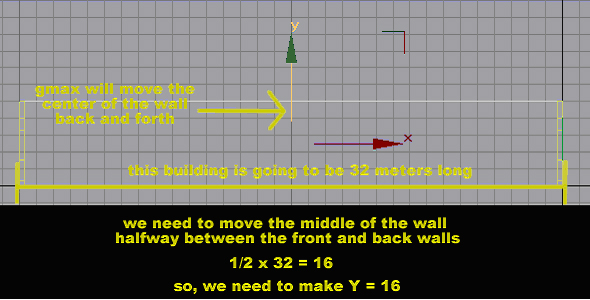 y
gmax will move the
center of the wall
back and forth
x
this building is going to be 32 meters long
we need to move the middle of the wall
halfway between the front and back walls
1/2 x 32 = 16
so, we need to make Y = 16